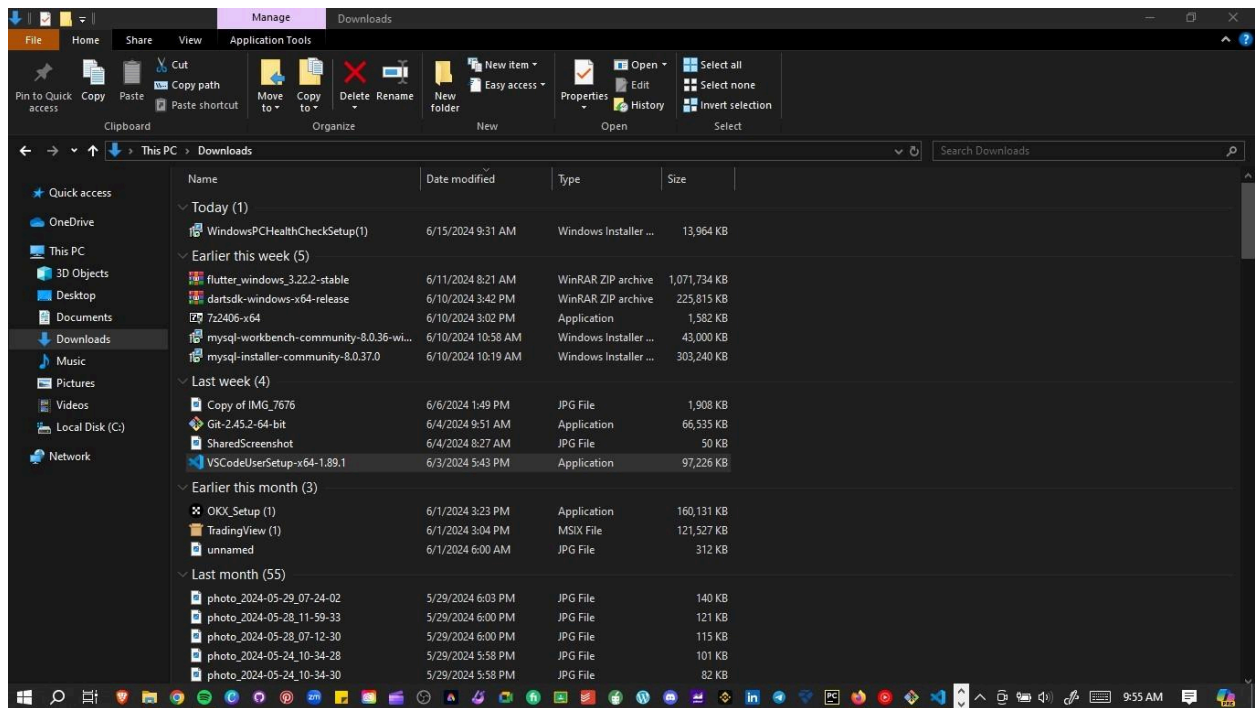 Manage Downloads
File Home Share View Application Tools
Pin to Quick access
Copy
Paste
Cut
Copy path
Paste shortcut
Clipboard
Move to
Copy to
Delete
Rename
Organize
New folder
New item
Easy access
New
Properties
Open
Edit
History
Open
Select all
Select none
Invert selection
Select
This PC > Downloads
Search Downloads
Quick access
OneDrive
This PC
3D Objects
Desktop
Documents
Downloads
Music
Pictures
Videos
Local Disk (C:)
Network
Name Date modified Type Size
Today (1)
WindowsPCHealthCheckSetup(1) 6/15/2024 9:31 AM Windows Installer ... 13,964 KB
Earlier this week (5)
flutter_windows_3.22.2-stable 6/11/2024 8:21 AM WinRAR ZIP archive 1,071,734 KB
dartsdk-windows-x64-release 6/10/2024 3:42 PM WinRAR ZIP archive 225,815 KB
7z2406-x64 6/10/2024 3:02 PM Application 1,582 KB
mysql-workbench-community-8.0.36-wi... 6/10/2024 10:58 AM Windows Installer ... 43,000 KB
mysql-installer-community-8.0.37.0 6/10/2024 10:19 AM Windows Installer ... 303,240 KB
Last week (4)
Copy of IMG_7676 6/6/2024 1:49 PM JPG File 1,908 KB
Git-2.45.2-64-bit 6/4/2024 9:51 AM Application 66,535 KB
SharedScreenshot 6/4/2024 8:27 AM JPG File 50 KB
VSCodeUserSetup-x64-1.89.1 6/3/2024 5:43 PM Application 97,226 KB
Earlier this month (3)
OKX_Setup (1) 6/1/2024 3:23 PM Application 160,131 KB
TradingView (1) 6/1/2024 3:04 PM MSIX File 121,527 KB
unnamed 6/1/2024 6:00 AM JPG File 312 KB
Last month (55)
photo_2024-05-29_07-24-02 5/29/2024 6:03 PM JPG File 140 KB
photo_2024-05-28_11-59-33 5/29/2024 6:00 PM JPG File 121 KB
photo_2024-05-28_07-12-30 5/29/2024 6:00 PM JPG File 115 KB
photo_2024-05-24_10-34-28 5/29/2024 5:58 PM JPG File 101 KB
photo_2024-05-24_10-34-30 5/29/2024 5:58 PM JPG File 82 KB
9:55 AM